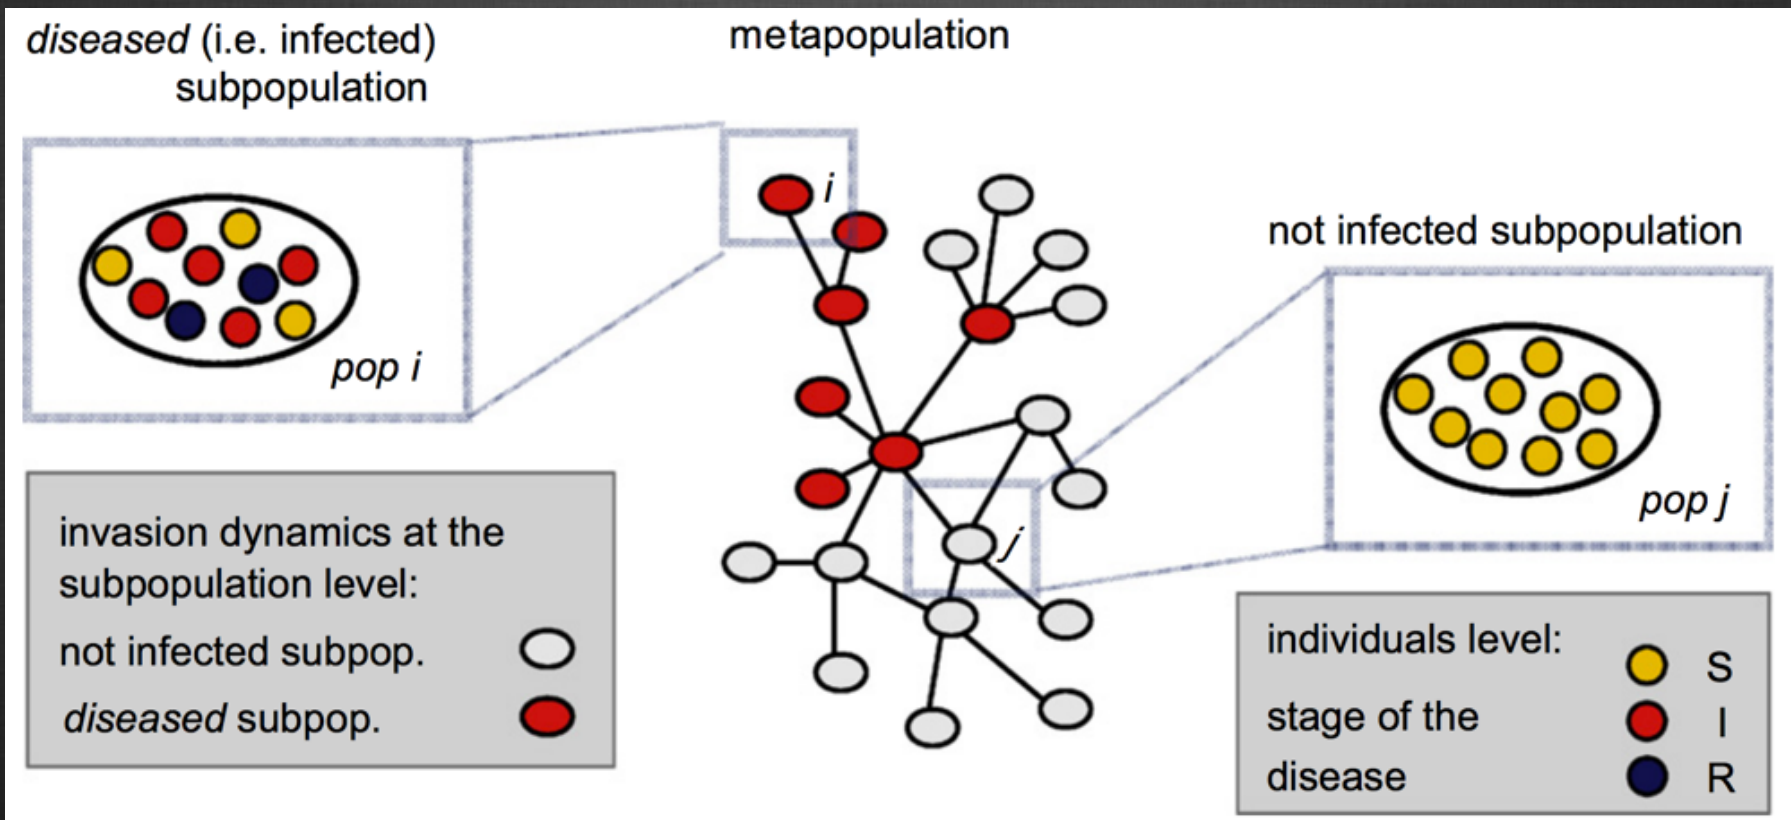 diseased (i.e. infected)
subpopulation
metapopulation
i
not infected subpopulation
pop i
pop j
j
invasion dynamics at the
subpopulation level:
not infected subpop.
diseased subpop.
individuals level:
S
stage of the
I
disease
R